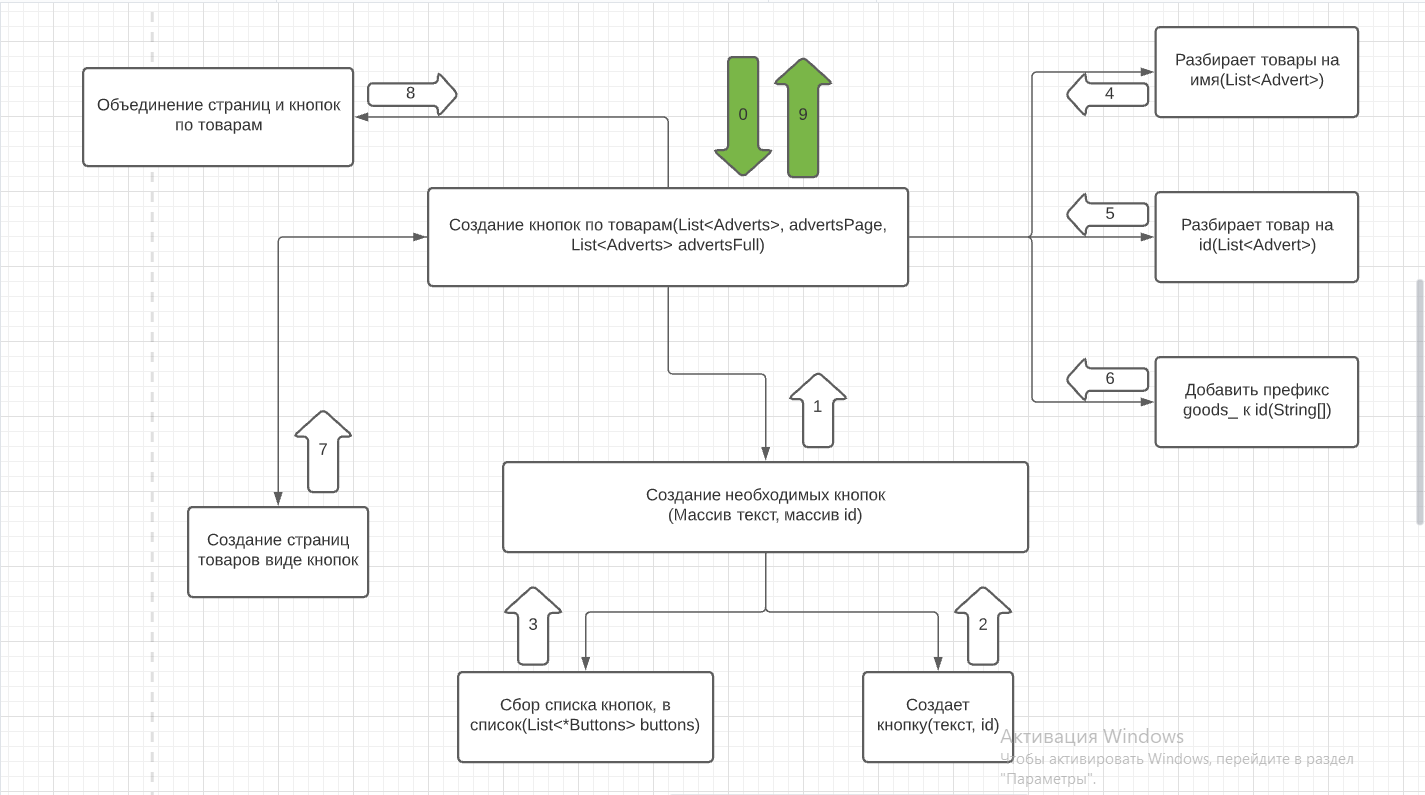 Объединение страниц и кнопок
по товарам
8
0
9
Разбирает товары на
имя(List<Advert>)
4
Создание кнопок по товарам(List<Adverts>, advertsPage,
List<Adverts> advertsFull)
5
Разбирает товар на
id(List<Advert>)
6
Добавить префикс
goods_ к id(String[])
1
7
Создание необходимых кнопок
(Массив текст, массив id)
Создание страниц
товаров виде кнопок
3
2
Сбор списка кнопок, в
список(List<*Buttons> buttons)
Создает
кнопку(текст, id)
Активация Windows
Чтобы активировать Windows, перейдите в раздел
"Параметры".